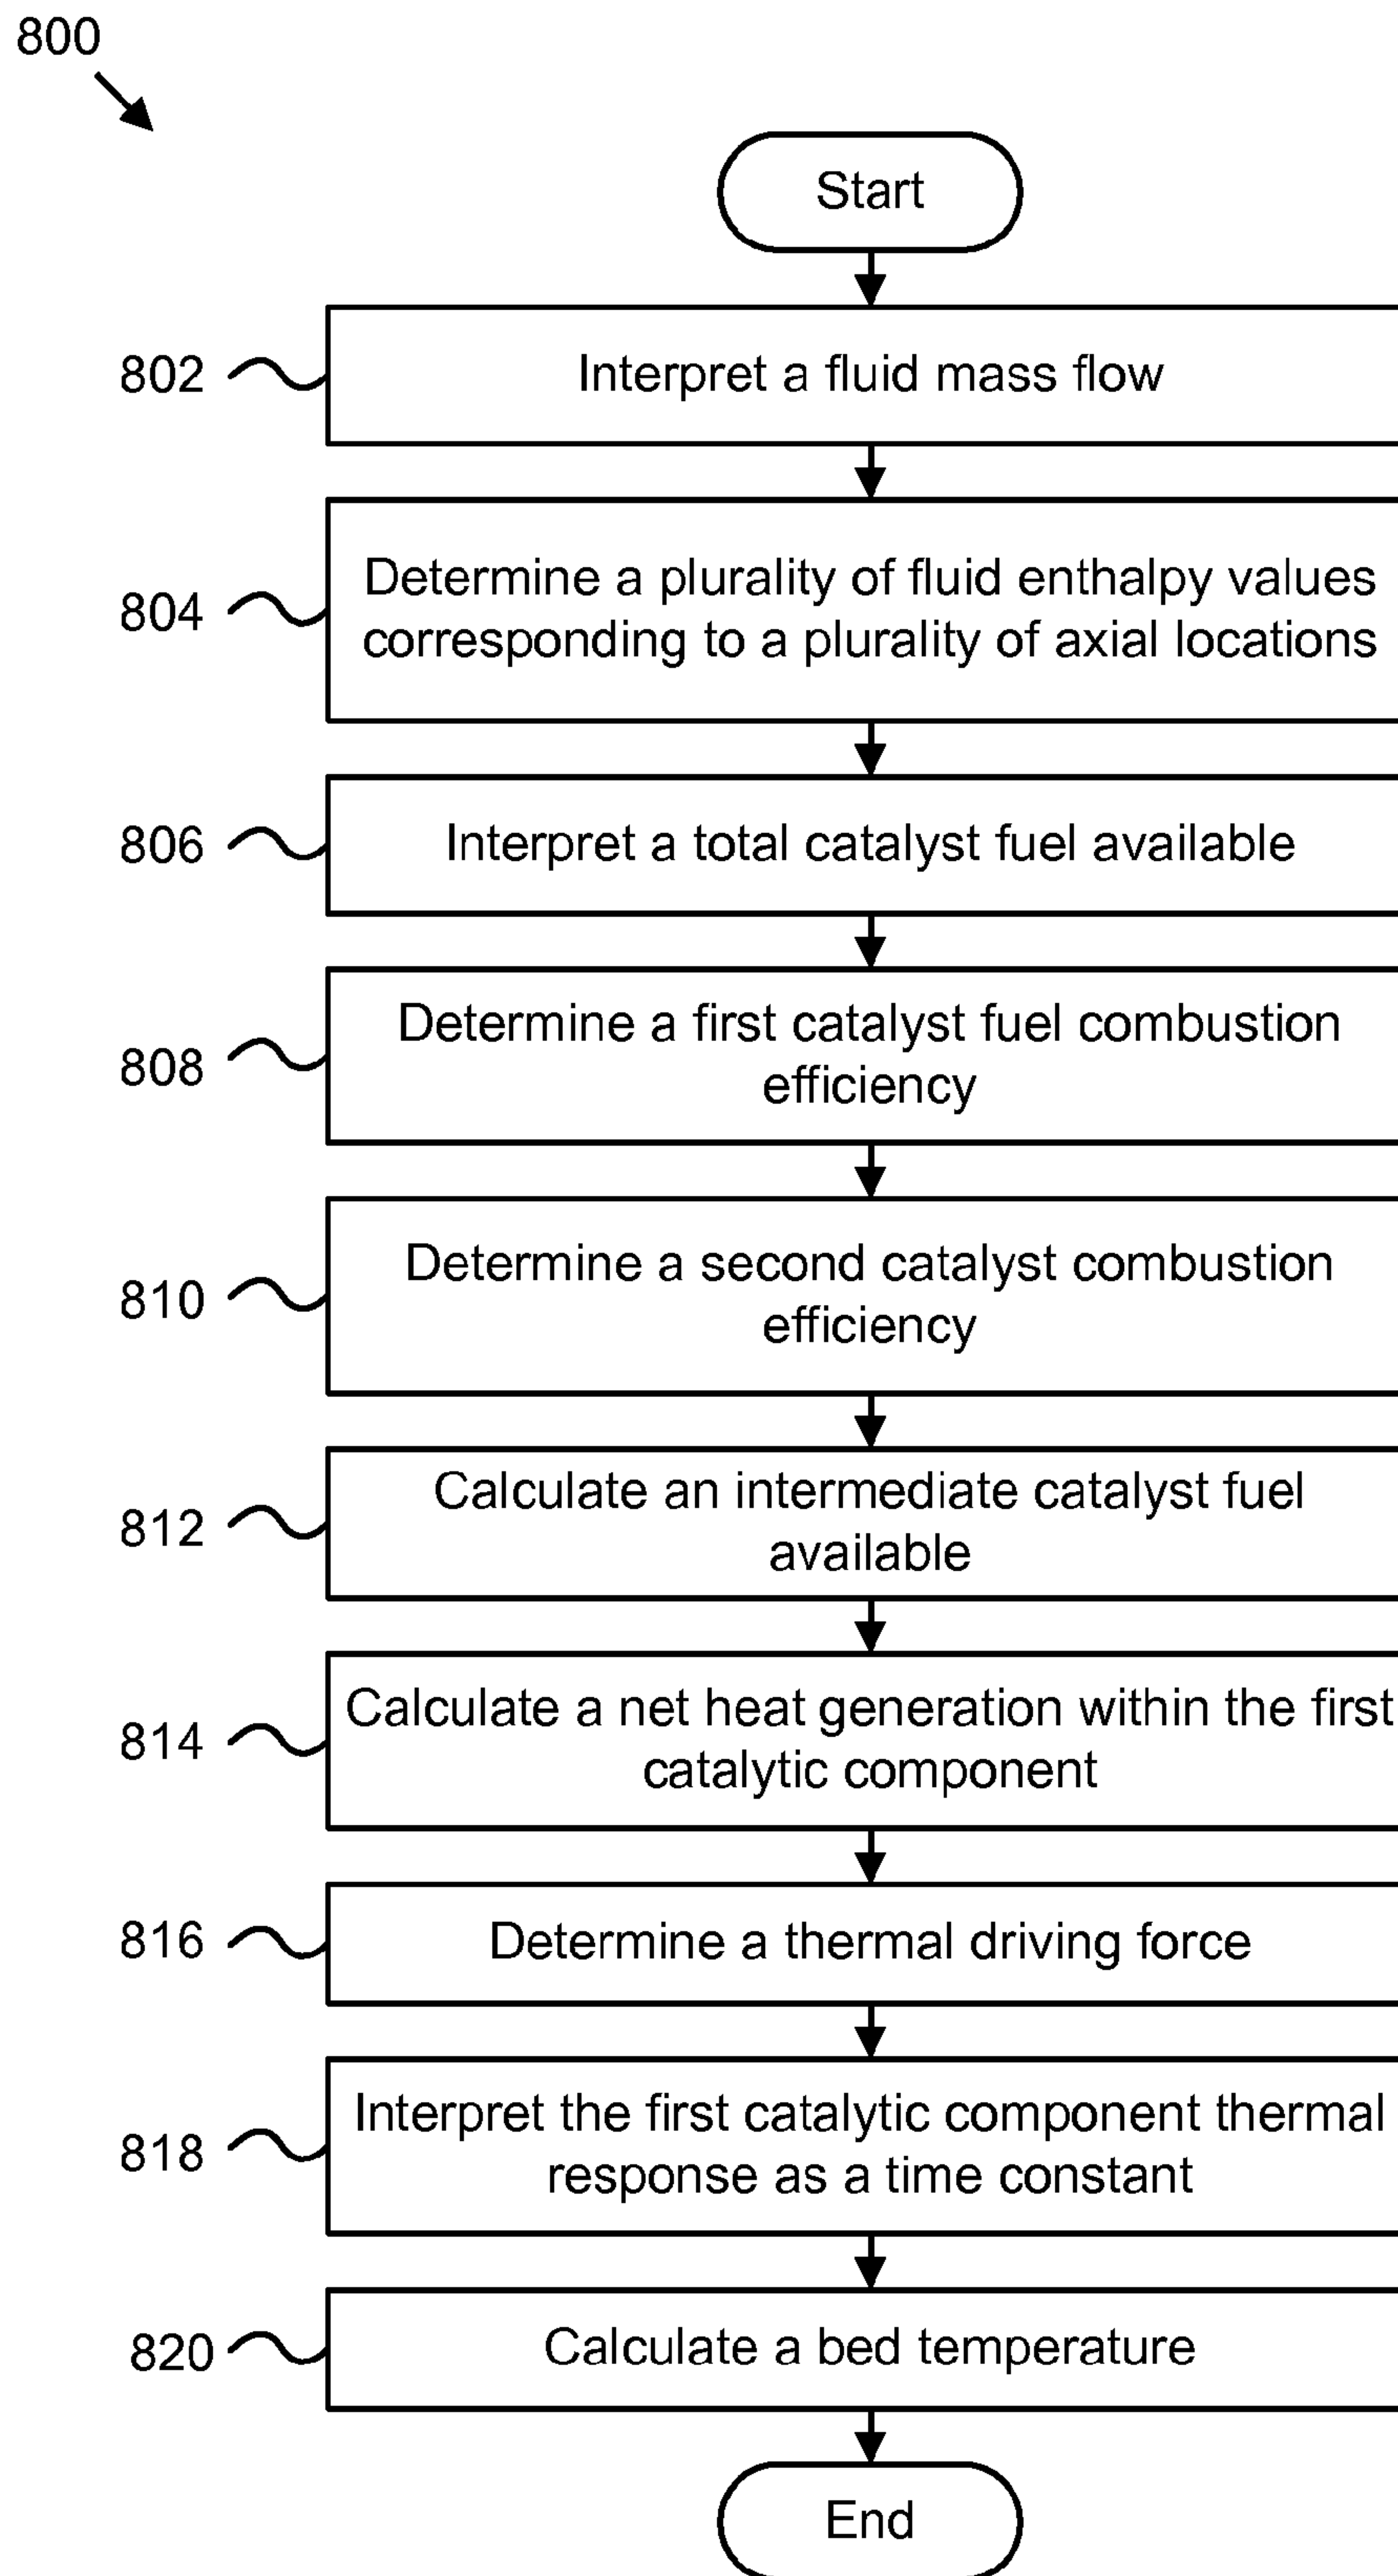 800
Start
802
Interpret a fluid mass flow
804
Determine a plurality of fluid enthalpy values
corresponding to a plurality of axial locations
806
Interpret a total catalyst fuel available
808
Determine a first catalyst fuel combustion
efficiency
810
Determine a second catalyst combustion
efficiency
812
Calculate an intermediate catalyst fuel
available
814
Calculate a net heat generation within the first
catalytic component
816
Determine a thermal driving force
818
Interpret the first catalytic component thermal
response as a time constant
820
Calculate a bed temperature
End